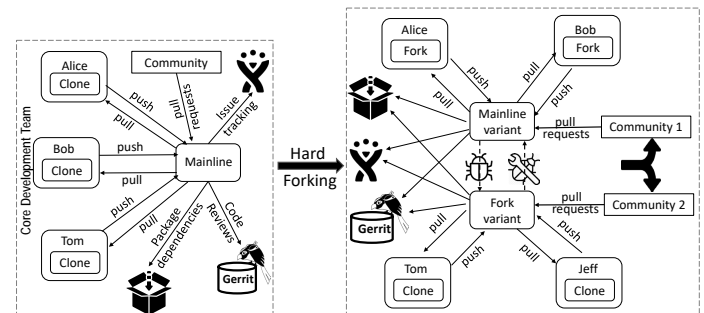 Core Development Team
Alice
Clone
Community
push
pull
pull
requests
Issue
tracking
Bob
Clone
push
pull
Mainline
Tom
Clone
push
pull
Package
dependencies
Code
Reviews
Gerrit
Hard
Forking
Alice
Fork
Bob
Fork
push
pull
pull
push
Mainline
variant
pull
requests
Community 1
Fork
variant
pull
requests
Community 2
Gerrit
pull
push
pull
push
Tom
Clone
Jeff
Clone